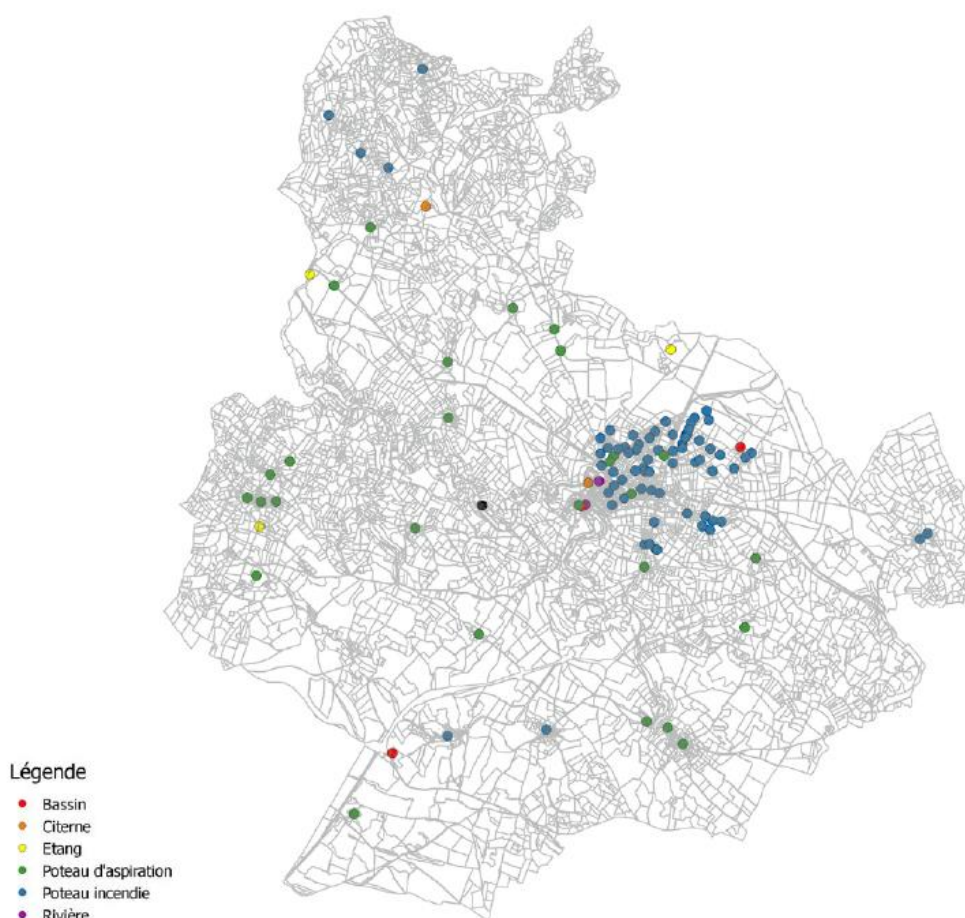 Légende
Bassin
Citerne
Etang
Poteau d'aspiration
Poteau incendie
Rivière